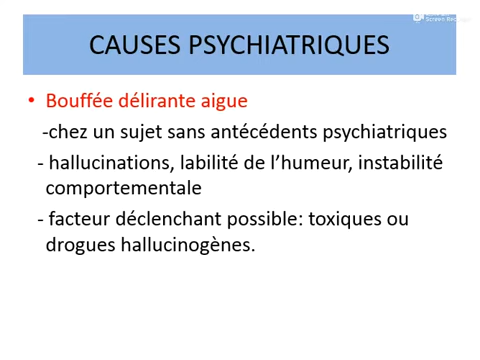 CAUSES PSYCHIATRIQUES
• Bouffée délirante aigue
-chez un sujet sans antécédents psychiatriques
- hallucinations, labilité de l'humeur, instabilité
comportementale
- facteur déclenchant possible: toxiques ou
drogues hallucinogènes.